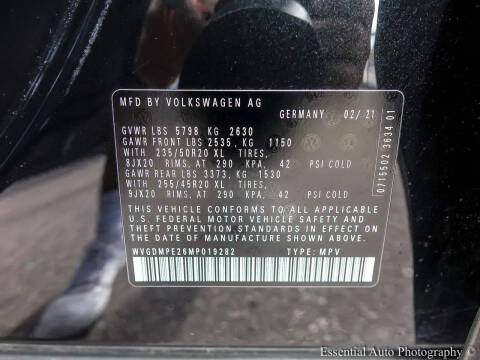 MFD BY VOLKSWAGEN AG
GERMANY 02/21
GVWR LBS 5798 KG 2630
GAWR FRONT LBS 2535, KG 1150
WITH 235/50R20 XL TIRES,
8JX20 RIMS, AT 290 KPA, 42 PSI COLD
GAWR REAR LBS 3373, KG 1530
WITH 255/45R20 XL TIRES,
9JX20 RIMS, AT 290 KPA, 42 PSI COLD
THIS VEHICLE CONFORMS TO ALL APPLICABLE
U.S. FEDERAL MOTOR VEHICLE SAFETY AND
THEFT PREVENTION STANDARDS IN EFFECT ON
THE DATE OF MANUFACTURE SHOWN ABOVE.
WVGDMPE26MP019282 TYPE: MPV
0715502 3634 01
Essential Auto Photography ©